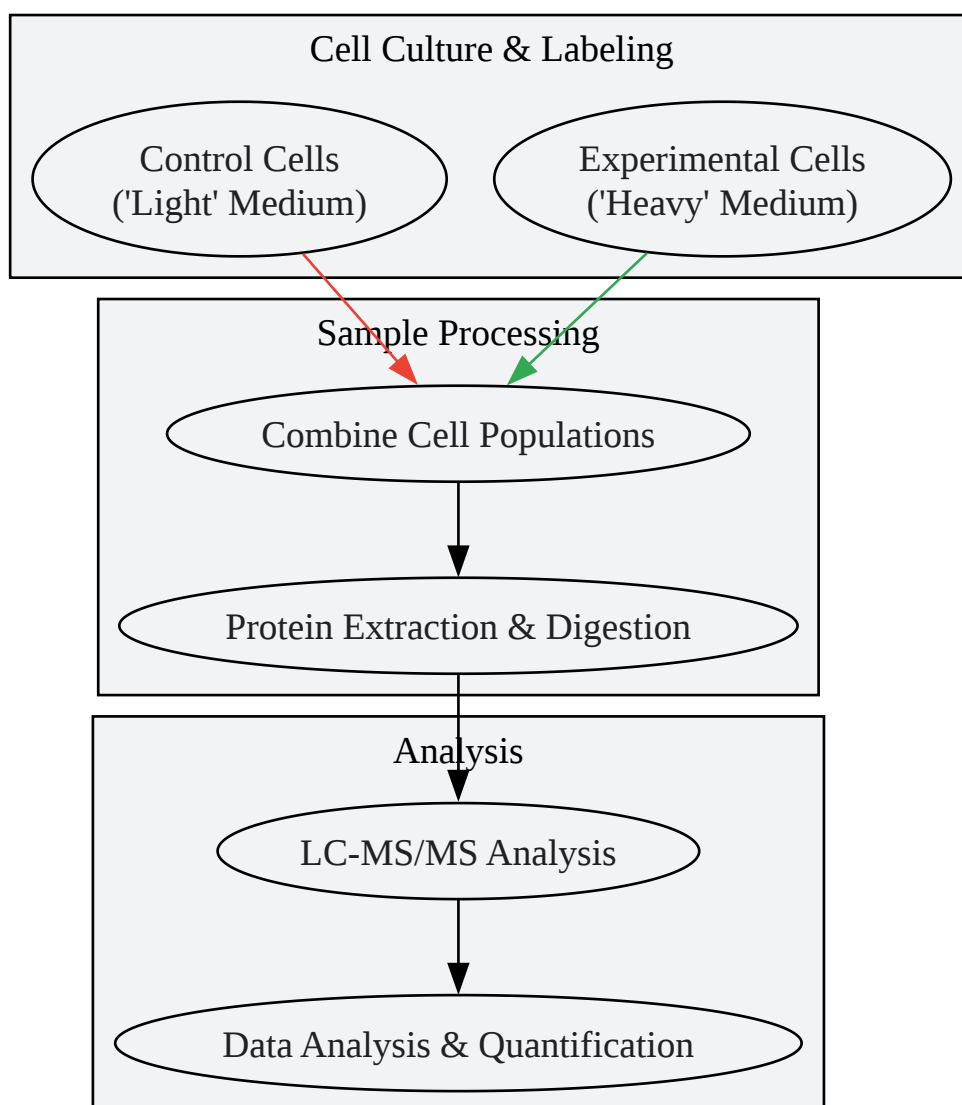 Cell Culture & Labeling
Control Cells
('Light' Medium)
Experimental Cells
('Heavy' Medium)
Sample Processing
Combine Cell Populations
Protein Extraction & Digestion
Analysis
LC-MS/MS Analysis
Data Analysis & Quantification